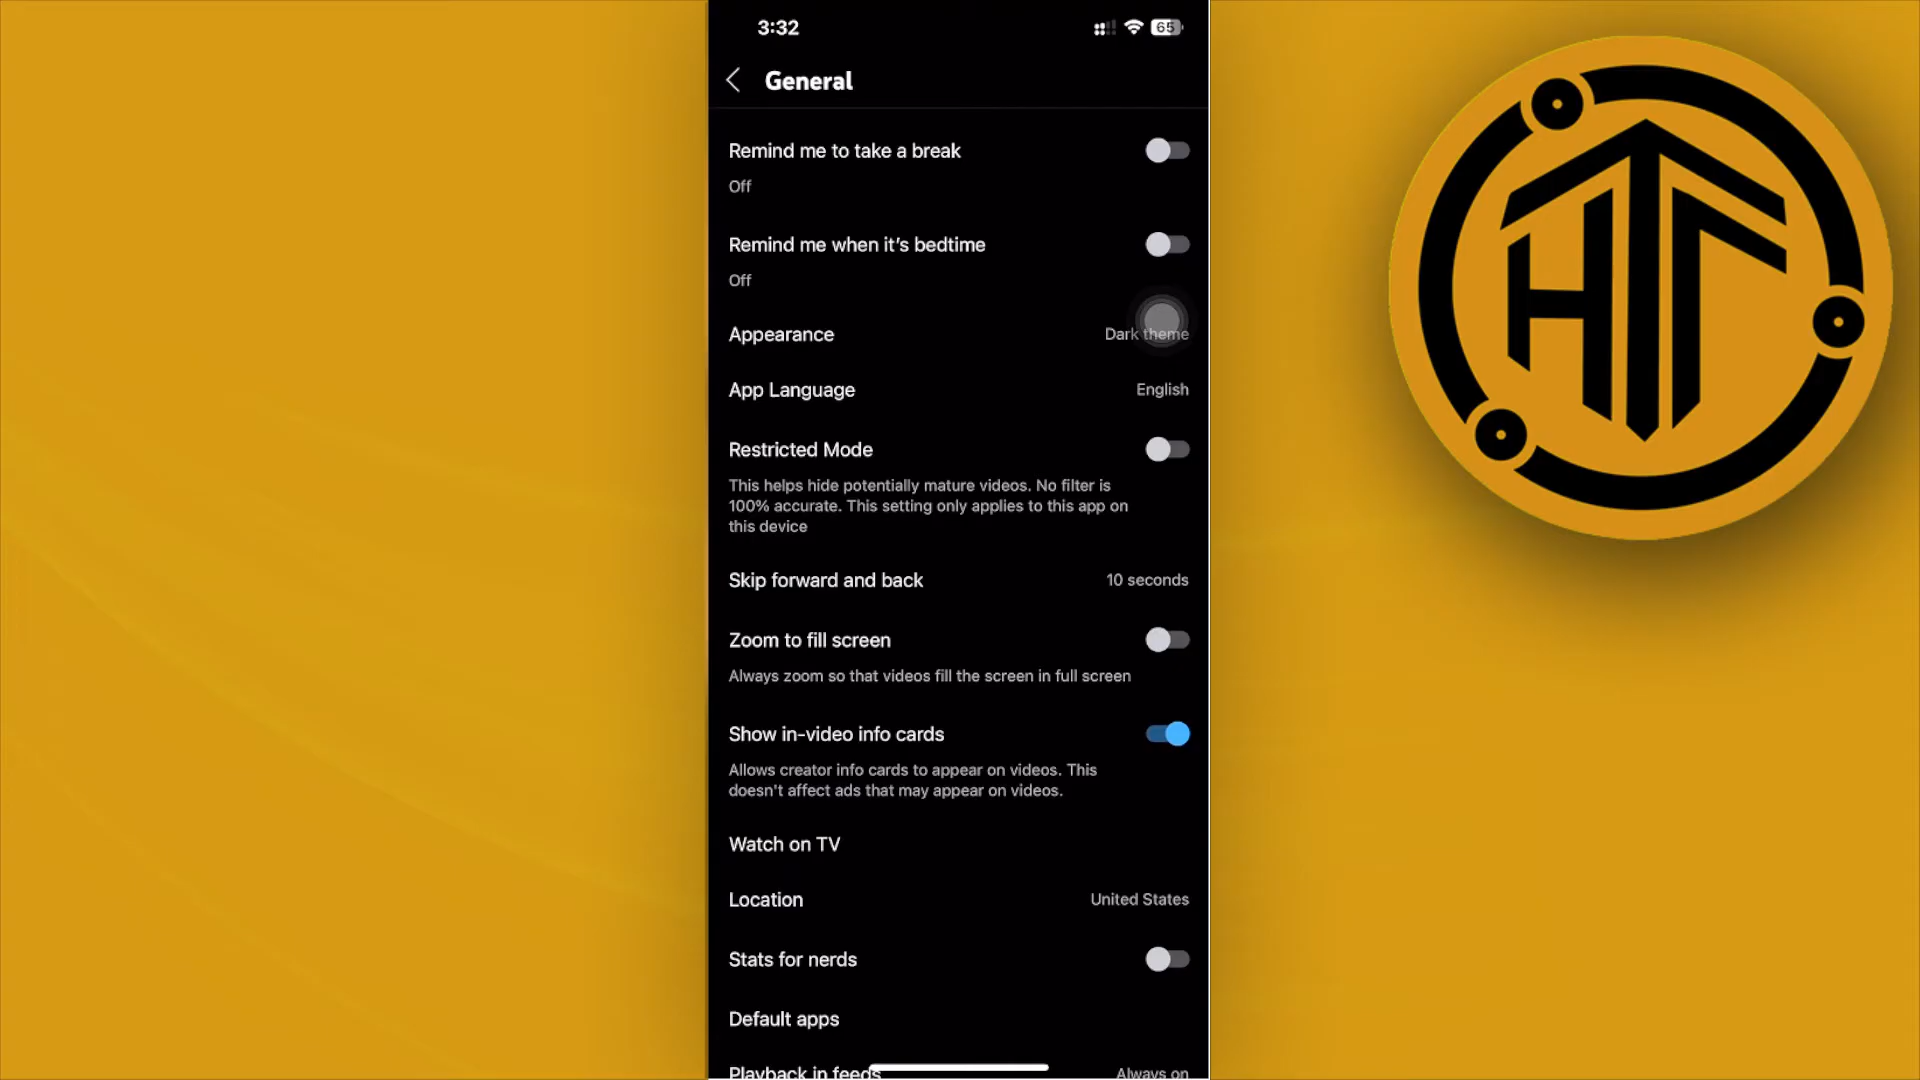 3:32
65
General
Remind me to take a break
Off
Remind me when it's bedtime
Off
Appearance Dark theme
App Language English
Restricted Mode
This helps hide potentially mature videos. No filter is
100% accurate. This setting only applies to this app on
this device
Skip forward and back 10 seconds
Zoom to fill screen
Always zoom so that videos fill the screen in full screen
Show in-video info cards
Allows creator info cards to appear on videos. This
doesn't affect ads that may appear on videos.
Watch on TV
Location United States
Stats for nerds
Default apps
Playback in feeds Always on
HT